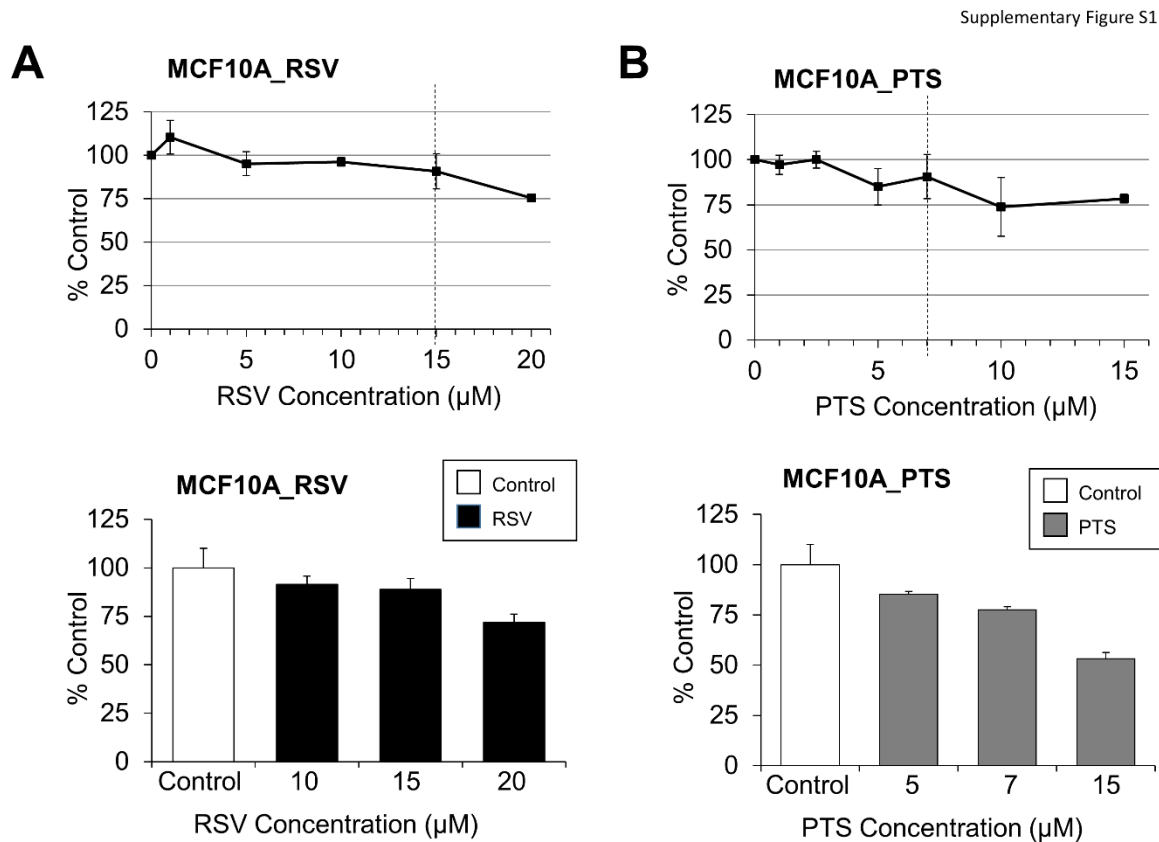 Supplementary Figure S1
A
MCF10A_RSV
125
100
75
50
25
0
% Control
0 5 10 15 20
RSV Concentration (µM)
B
MCF10A_PTS
125
100
75
50
25
0
% Control
0 5 10 15
PTS Concentration (µM)
MCF10A_RSV
Control
RSV
125
100
75
50
25
0
% Control
Control 10 15 20
RSV Concentration (µM)
MCF10A_PTS
Control
PTS
125
100
75
50
25
0
% Control
Control 5 7 15
PTS Concentration (µM)